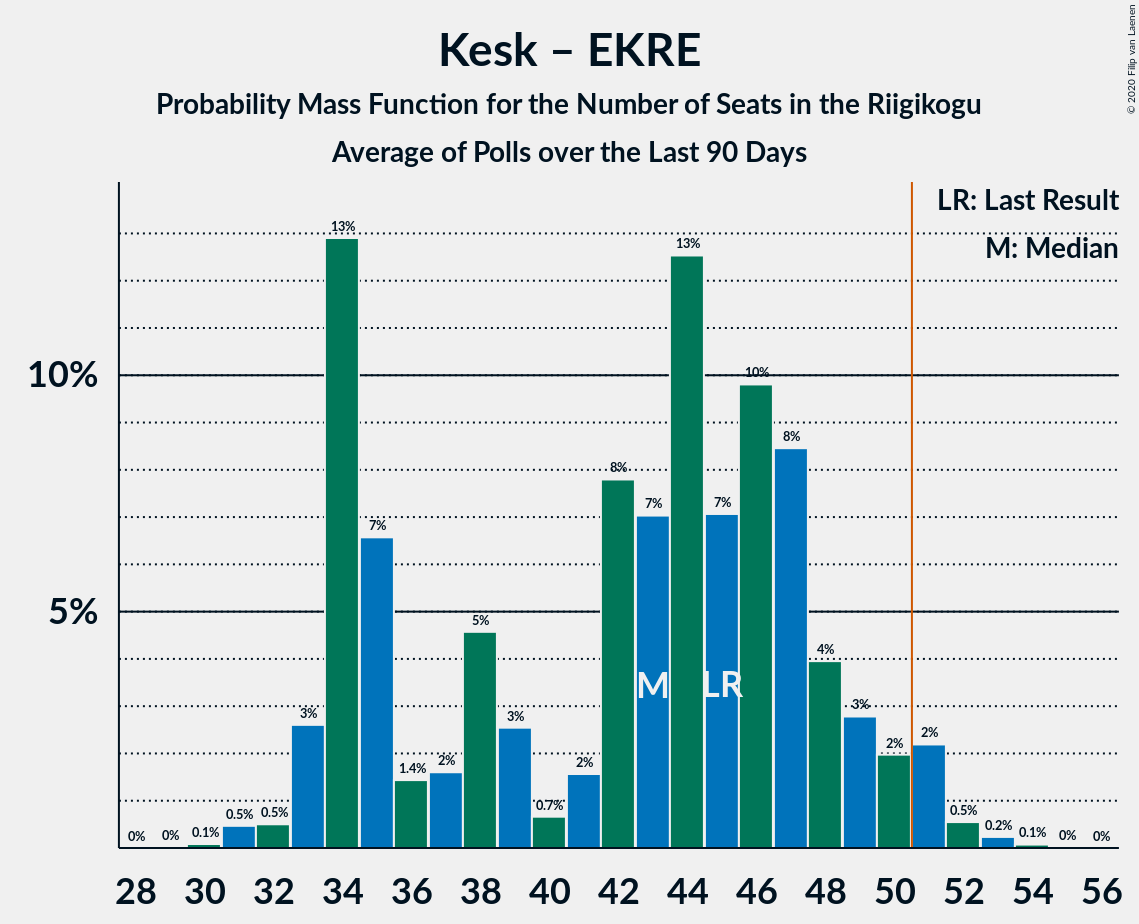 © 2020 Filip van Laenen
Kesk – EKRE
Probability Mass Function for the Number of Seats in the Riigikogu
Average of Polls over the Last 90 Days
LR: Last Result
M: Median
10%
5%
0% 0% 0.1% 0.5% 0.5% 3% 13% 7% 1.4% 2% 5% 3% 0.7% 2% 8% 7% 13% 7% 10% 8% 4% 3% 2% 2% 0.5% 0.2% 0.1% 0% 0%
M LR
28 30 32 34 36 38 40 42 44 46 48 50 52 54 56